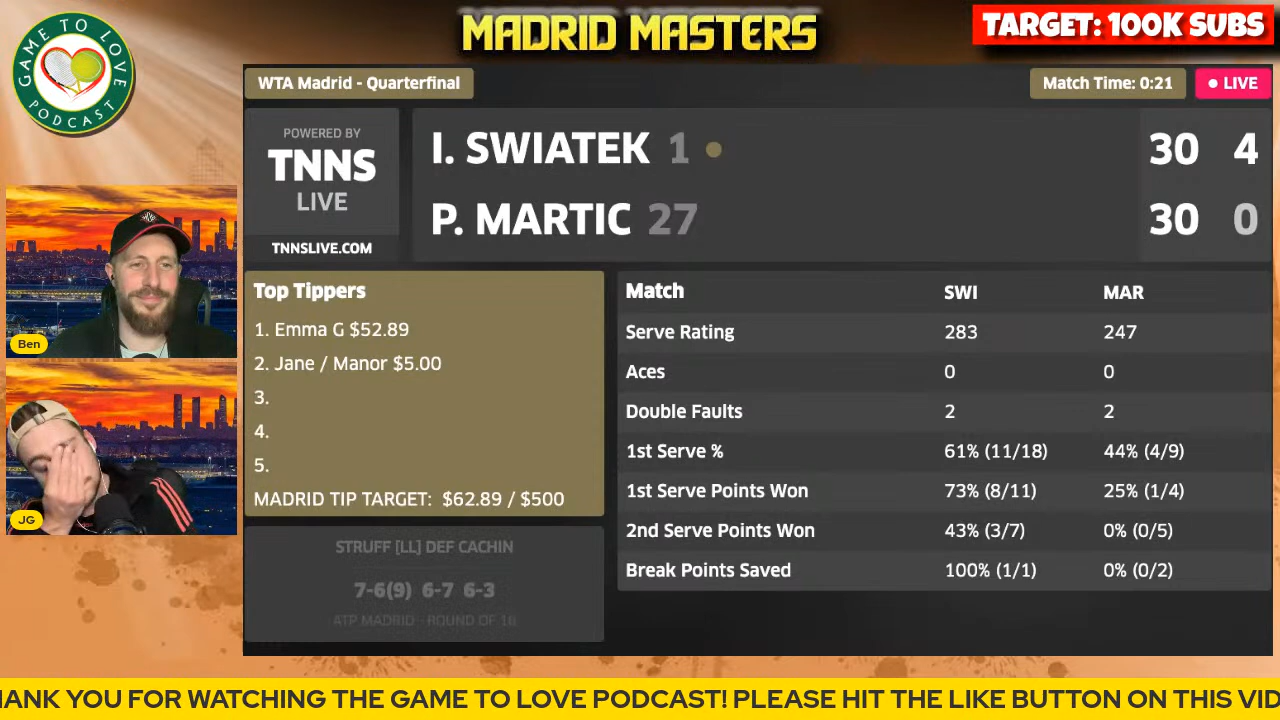 GAME TO LOVE PODCAST
MADRID MASTERS
TARGET: 100K SUBS
WTA Madrid - Quarterfinal
Match Time: 0:21
LIVE
POWERED BY
TNNS
LIVE
TNNSLIVE.COM
I. SWIATEK 1 30 4
P. MARTIC 27 30 0
Ben
JG
Top Tippers
1. Emma G $52.89
2. Jane / Manor $5.00
3.
4.
5.
MADRID TIP TARGET: $62.89 / $500
STRUFF [LL] DEF CACHIN
7-6(9) 6-7 6-3
ATP MADRID - ROUND OF 16
Match SWI MAR
Serve Rating 283 247
Aces 0 0
Double Faults 2 2
1st Serve % 61% (11/18) 44% (4/9)
1st Serve Points Won 73% (8/11) 25% (1/4)
2nd Serve Points Won 43% (3/7) 0% (0/5)
Break Points Saved 100% (1/1) 0% (0/2)
HANK YOU FOR WATCHING THE GAME TO LOVE PODCAST! PLEASE HIT THE LIKE BUTTON ON THIS VID